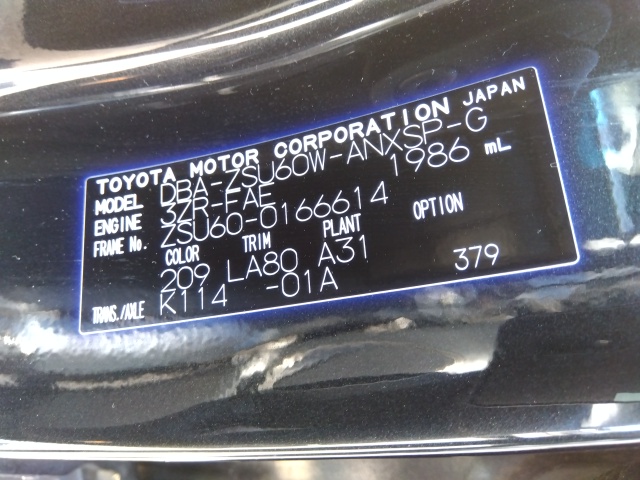 TOYOTA MOTOR CORPORATION JAPAN
MODEL DBA-ZSU60W-ANXSP-G
ENGINE 3ZR-FAE 1986 mL
FRAME No. ZSU60-0166614
COLOR TRIM PLANT OPTION
209 LA80 A31 379
TRANS./AXLE K114 -01A